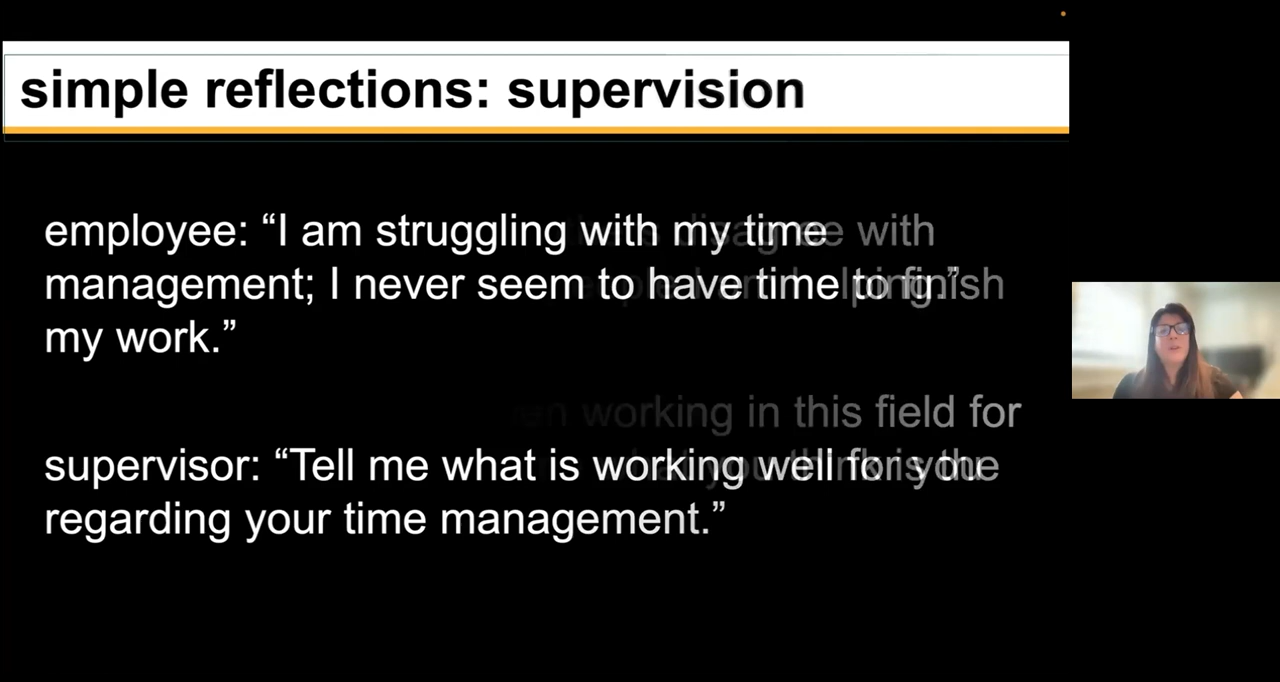 simple reflections: supervision
employee: “I am struggling with my time
management; I never seem to have time to finish
my work.”
working in this field for
supervisor: “Tell me what is working well for you
regarding your time management.”